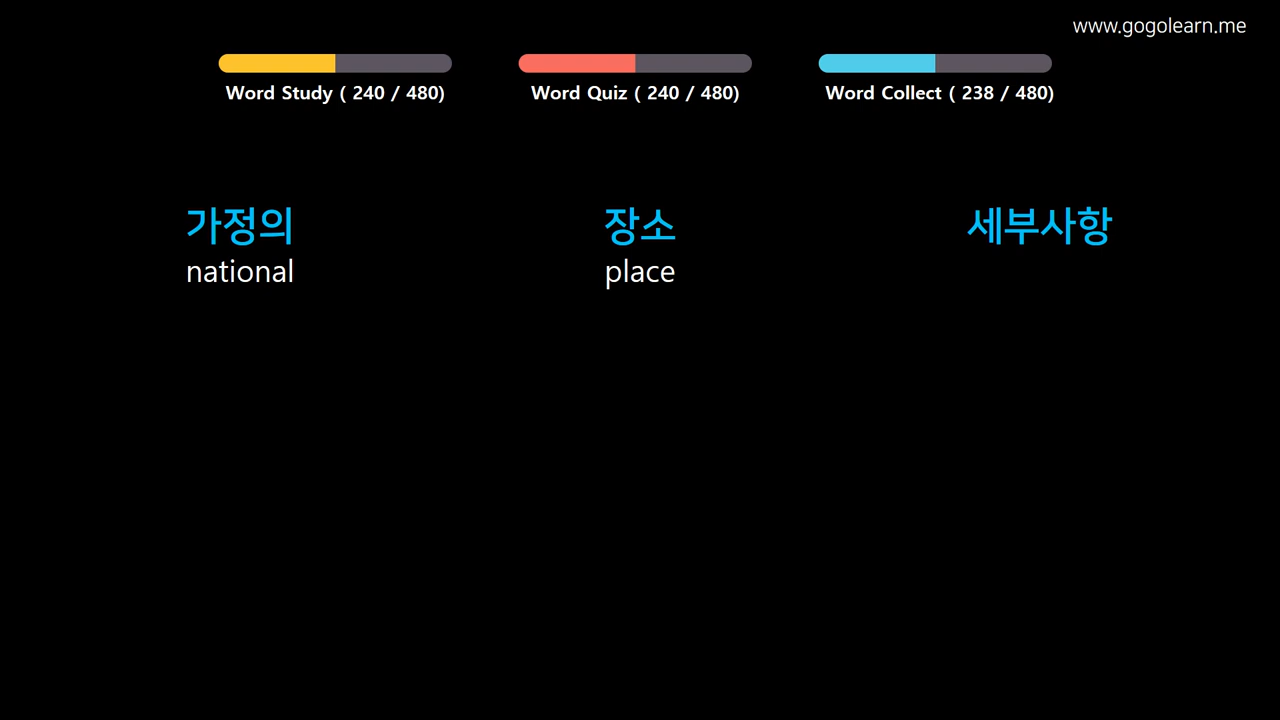 www.gogolearn.me
Word Study ( 240 / 480)
Word Quiz ( 240 / 480)
Word Collect ( 238 / 480)
가정의
national
장소
place
세부사항